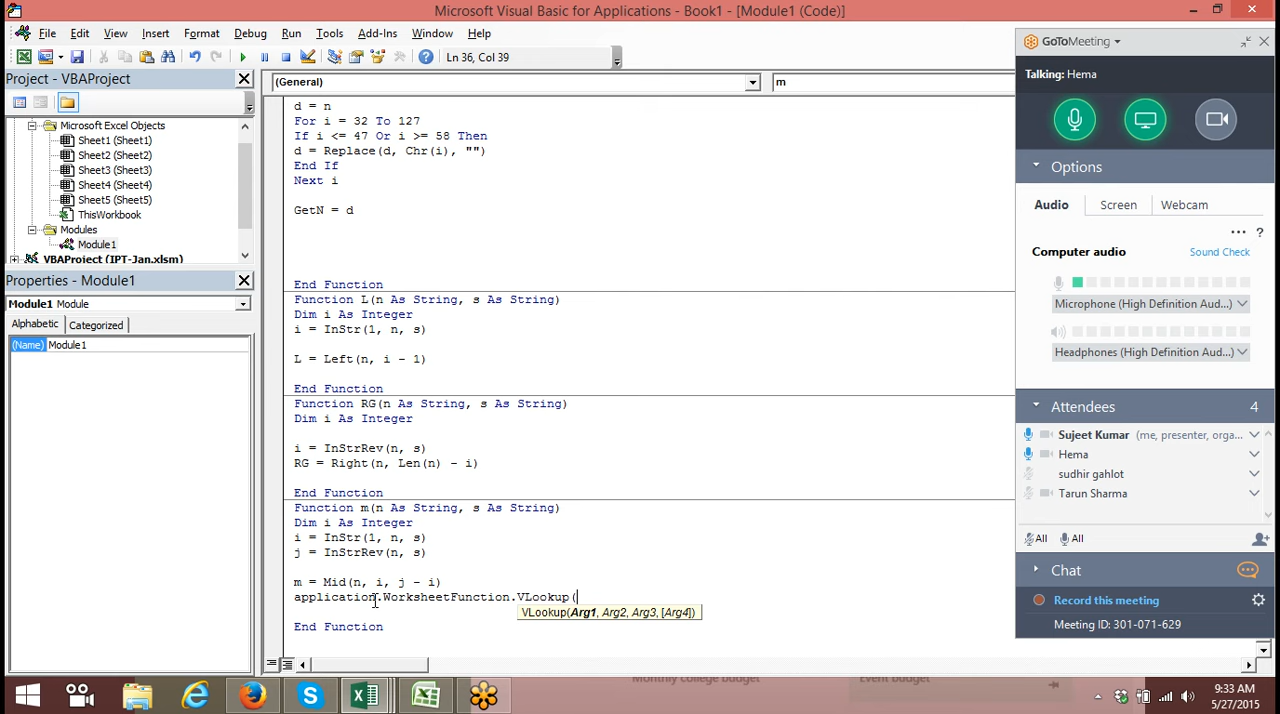 Microsoft Visual Basic for Applications - Book1 - [Module1 (Code)]
File Edit View Insert Format Debug Run Tools Add-Ins Window Help
Ln 36, Col 39
Project - VBAProject
Microsoft Excel Objects
Sheet1 (Sheet1)
Sheet2 (Sheet2)
Sheet3 (Sheet3)
Sheet4 (Sheet4)
Sheet5 (Sheet5)
ThisWorkbook
Modules
Module1
VBAProject (IPT-Jan.xlsm)
Properties - Module1
Module1 Module
Alphabetic Categorized
(Name) Module1
(General)
m
d = n
For i = 32 To 127
If i <= 47 Or i >= 58 Then
d = Replace(d, Chr(i), "")
End If
Next i
GetN = d
End Function
Function L(n As String, s As String)
Dim i As Integer
i = InStr(1, n, s)
L = Left(n, i - 1)
End Function
Function RG(n As String, s As String)
Dim i As Integer
i = InStrRev(n, s)
RG = Right(n, Len(n) - i)
End Function
Function m(n As String, s As String)
Dim i As Integer
i = InStr(1, n, s)
j = InStrRev(n, s)
m = Mid(n, i, j - i)
application.WorksheetFunction.VLookup(
VLookup(Arg1, Arg2, Arg3, [Arg4])
End Function
GoToMeeting
Talking: Hema
Options
Audio Screen Webcam
... ?
Computer audio Sound Check
Microphone (High Definition Aud...)
Headphones (High Definition Aud...)
Attendees 4
Sujeet Kumar (me, presenter, orga...
Hema
sudhir gahlot
Tarun Sharma
All All
Chat
Record this meeting
Meeting ID: 301-071-629
Monthly college budget
Event budget
9:33 AM
5/27/2015